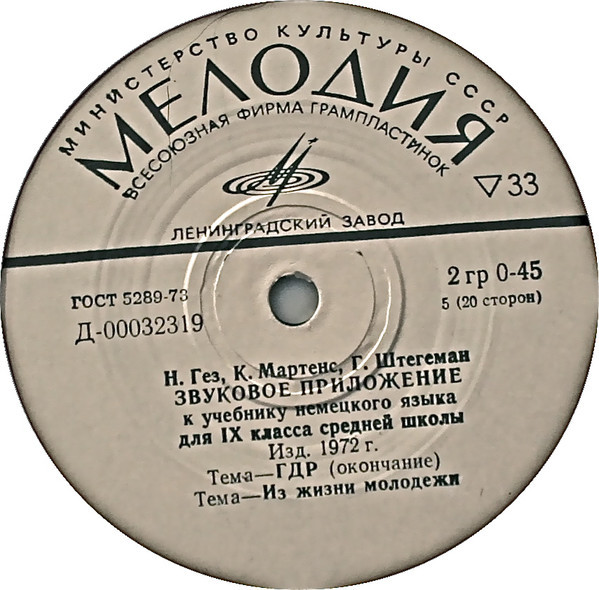 МИНИСТЕРСТВО КУЛЬТУРЫ СССР
МЕЛОДИЯ
ВСЕСОЮЗНАЯ ФИРМА ГРАМПЛАСТИНОК
▽33
ЛЕНИНГРАДСКИЙ ЗАВОД
ГОСТ 5289-73
2 гр 0-45
Д-00032319
5 (20 сторон)
Н. Гез, К. Мартенс, Г. Штегеман
ЗВУКОВОЕ ПРИЛОЖЕНИЕ
к учебнику немецкого языка
для IX класса средней школы
Изд. 1972 г.
Тема—ГДР (окончание)
Тема—Из жизни молодежи